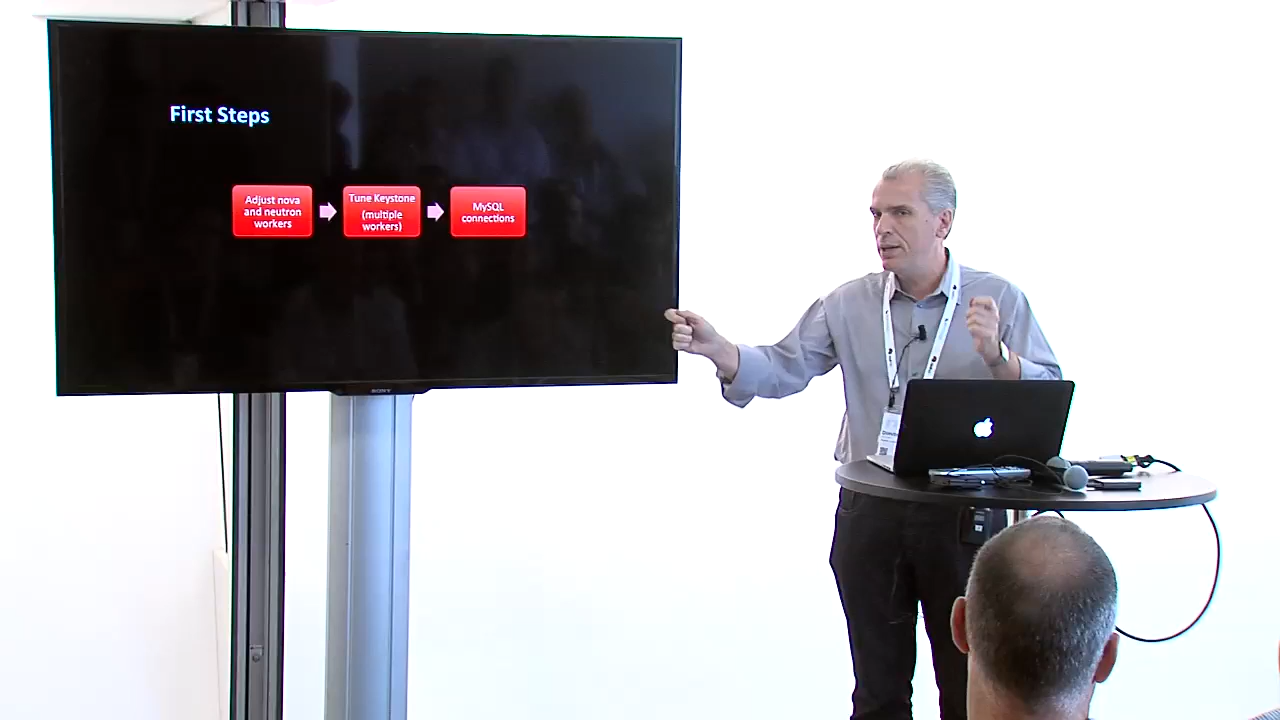 First Steps
Adjust nova
and neutron
workers
Tune Keystone
(multiple
workers)
MySQL
connections
SONY